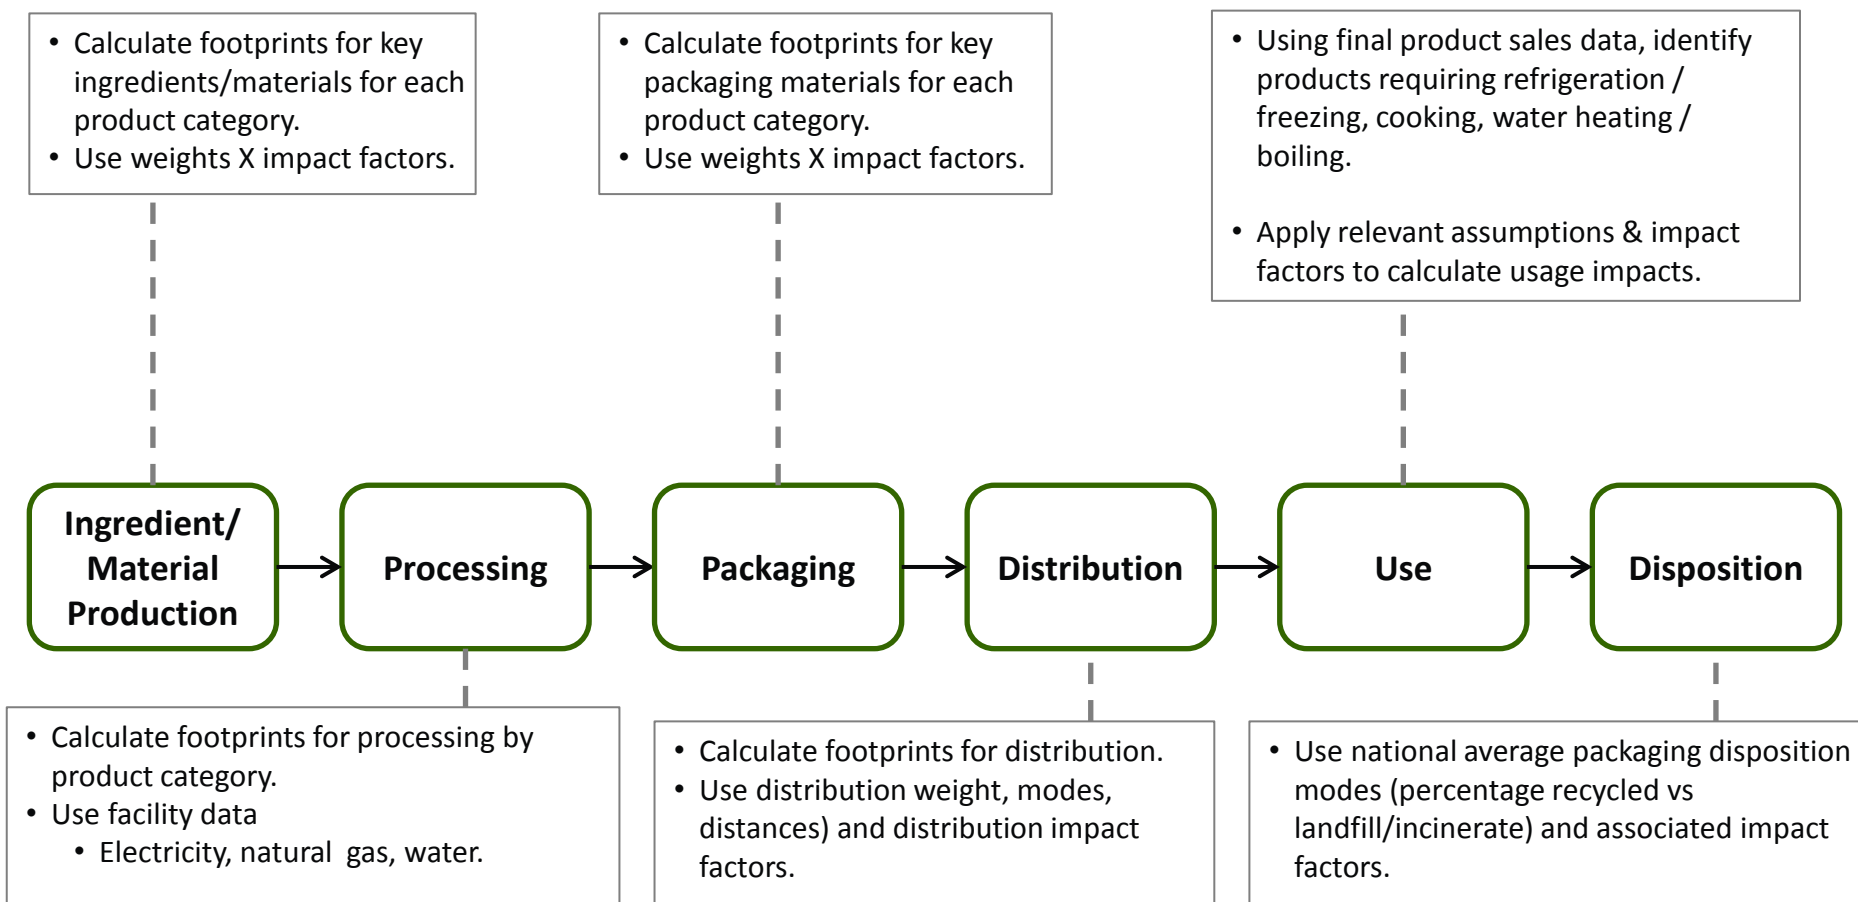 • Calculate footprints for key
ingredients/materials for each
product category.
• Use weights X impact factors.
• Calculate footprints for key
packaging materials for each
product category.
• Use weights X impact factors.
• Using final product sales data, identify
products requiring refrigeration /
freezing, cooking, water heating /
boiling.
• Apply relevant assumptions & impact
factors to calculate usage impacts.
Ingredient/
Material
Production
Processing
Packaging
Distribution
Use
Disposition
• Calculate footprints for processing by
product category.
• Use facility data
• Electricity, natural gas, water.
• Calculate footprints for distribution.
• Use distribution weight, modes,
distances) and distribution impact
factors.
• Use national average packaging disposition
modes (percentage recycled vs
landfill/incinerate) and associated impact
factors.